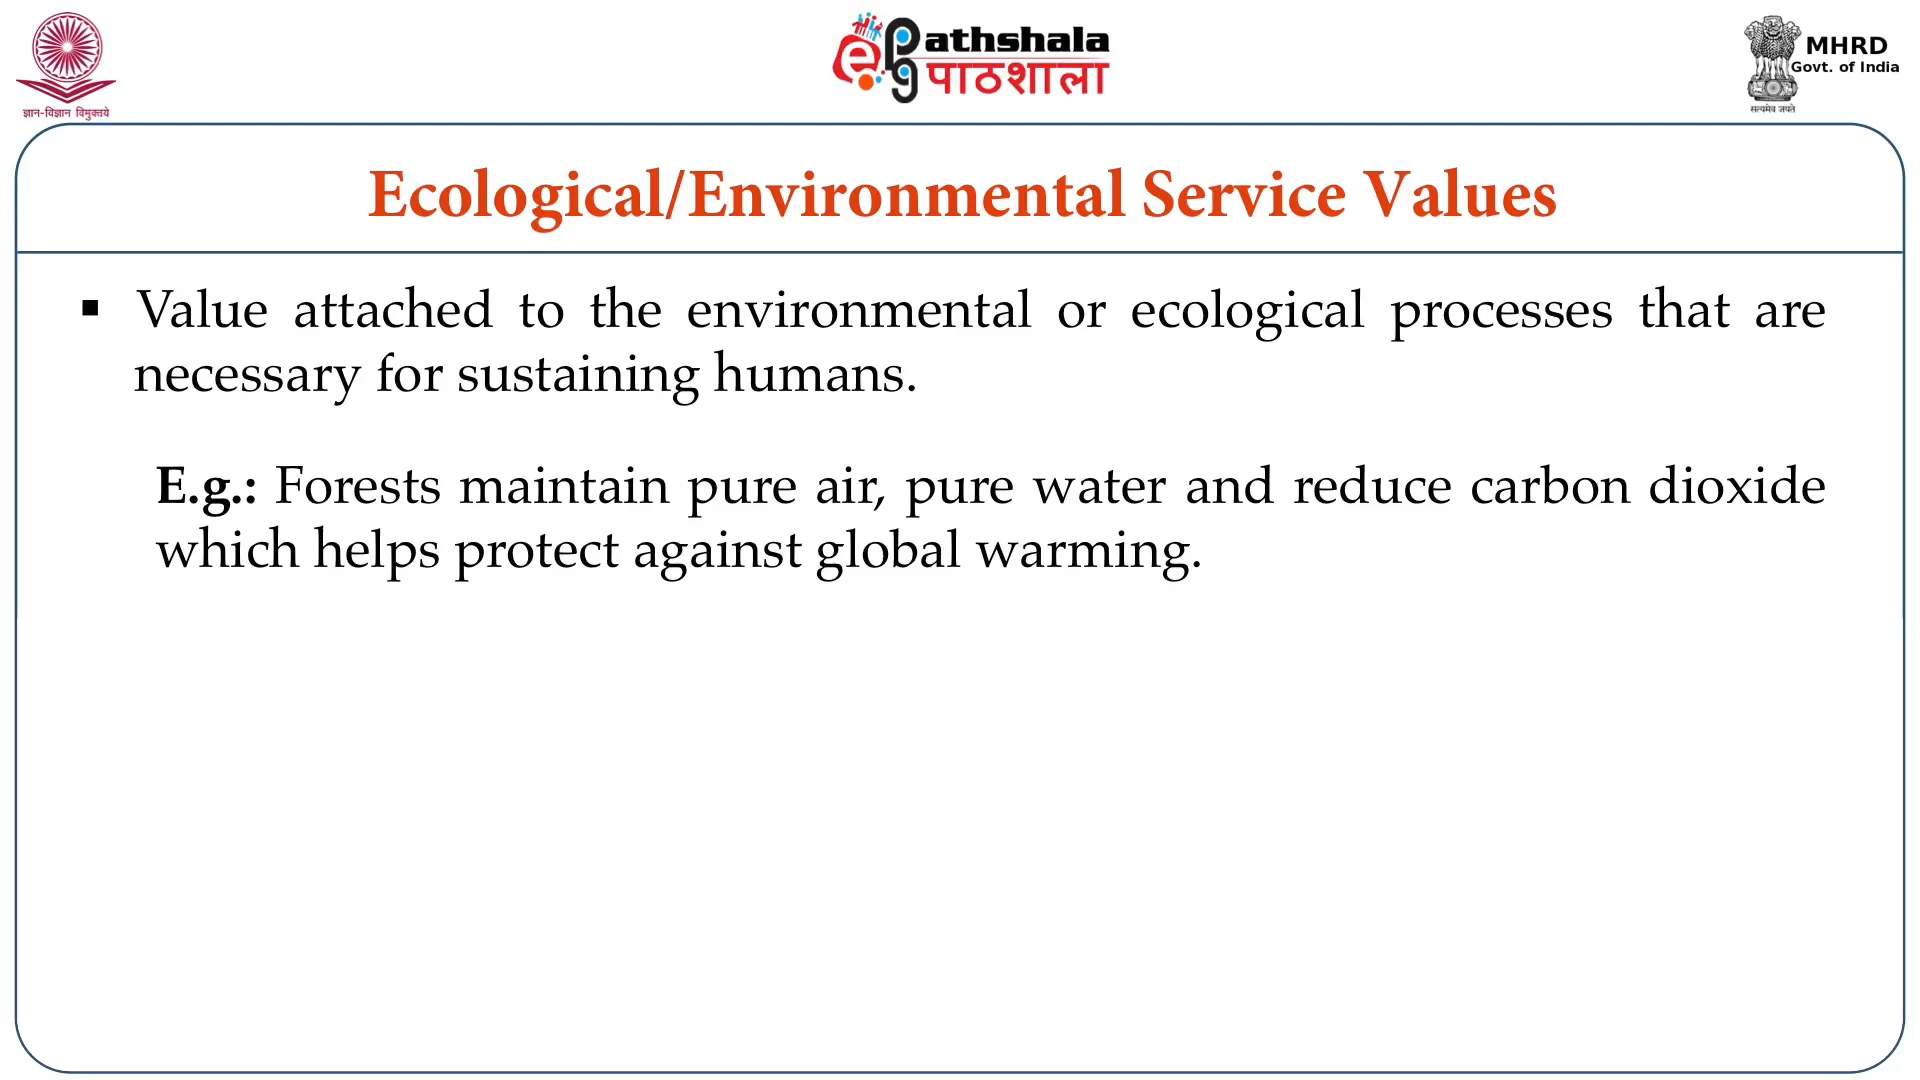 ज्ञान-विज्ञान विमुक्तये
e Pg Pathshala
पाठशाला
MHRD
Govt. of India
सत्यमेव जयते
Ecological/Environmental Service Values
▪ Value attached to the environmental or ecological processes that are
necessary for sustaining humans.
E.g.: Forests maintain pure air, pure water and reduce carbon dioxide
which helps protect against global warming.